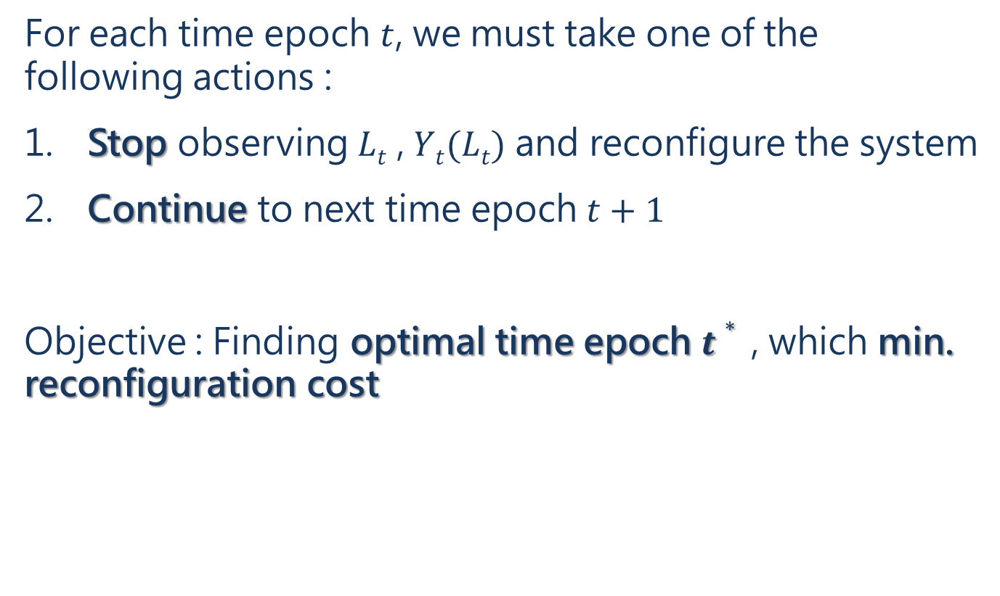 For each time epoch t, we must take one of the
following actions :
1. Stop observing L_t , Y_t(L_t) and reconfigure the system
2. Continue to next time epoch t + 1
Objective : Finding optimal time epoch t * , which min.
reconfiguration cost